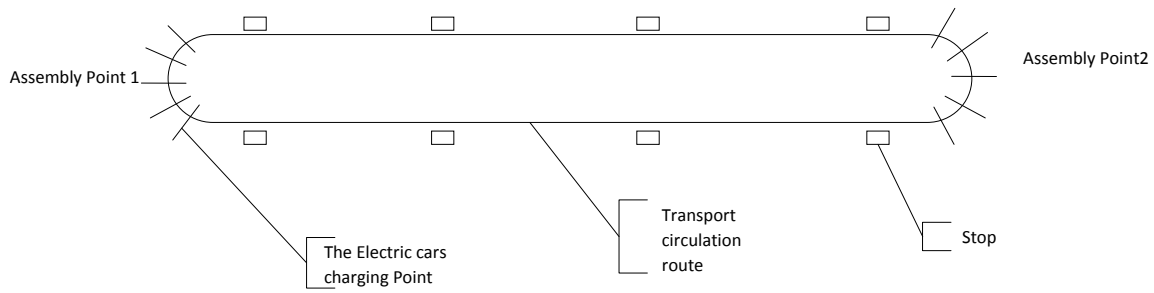 Assembly Point 1
Assembly Point2
The Electric cars
charging Point
Transport
circulation
route
Stop